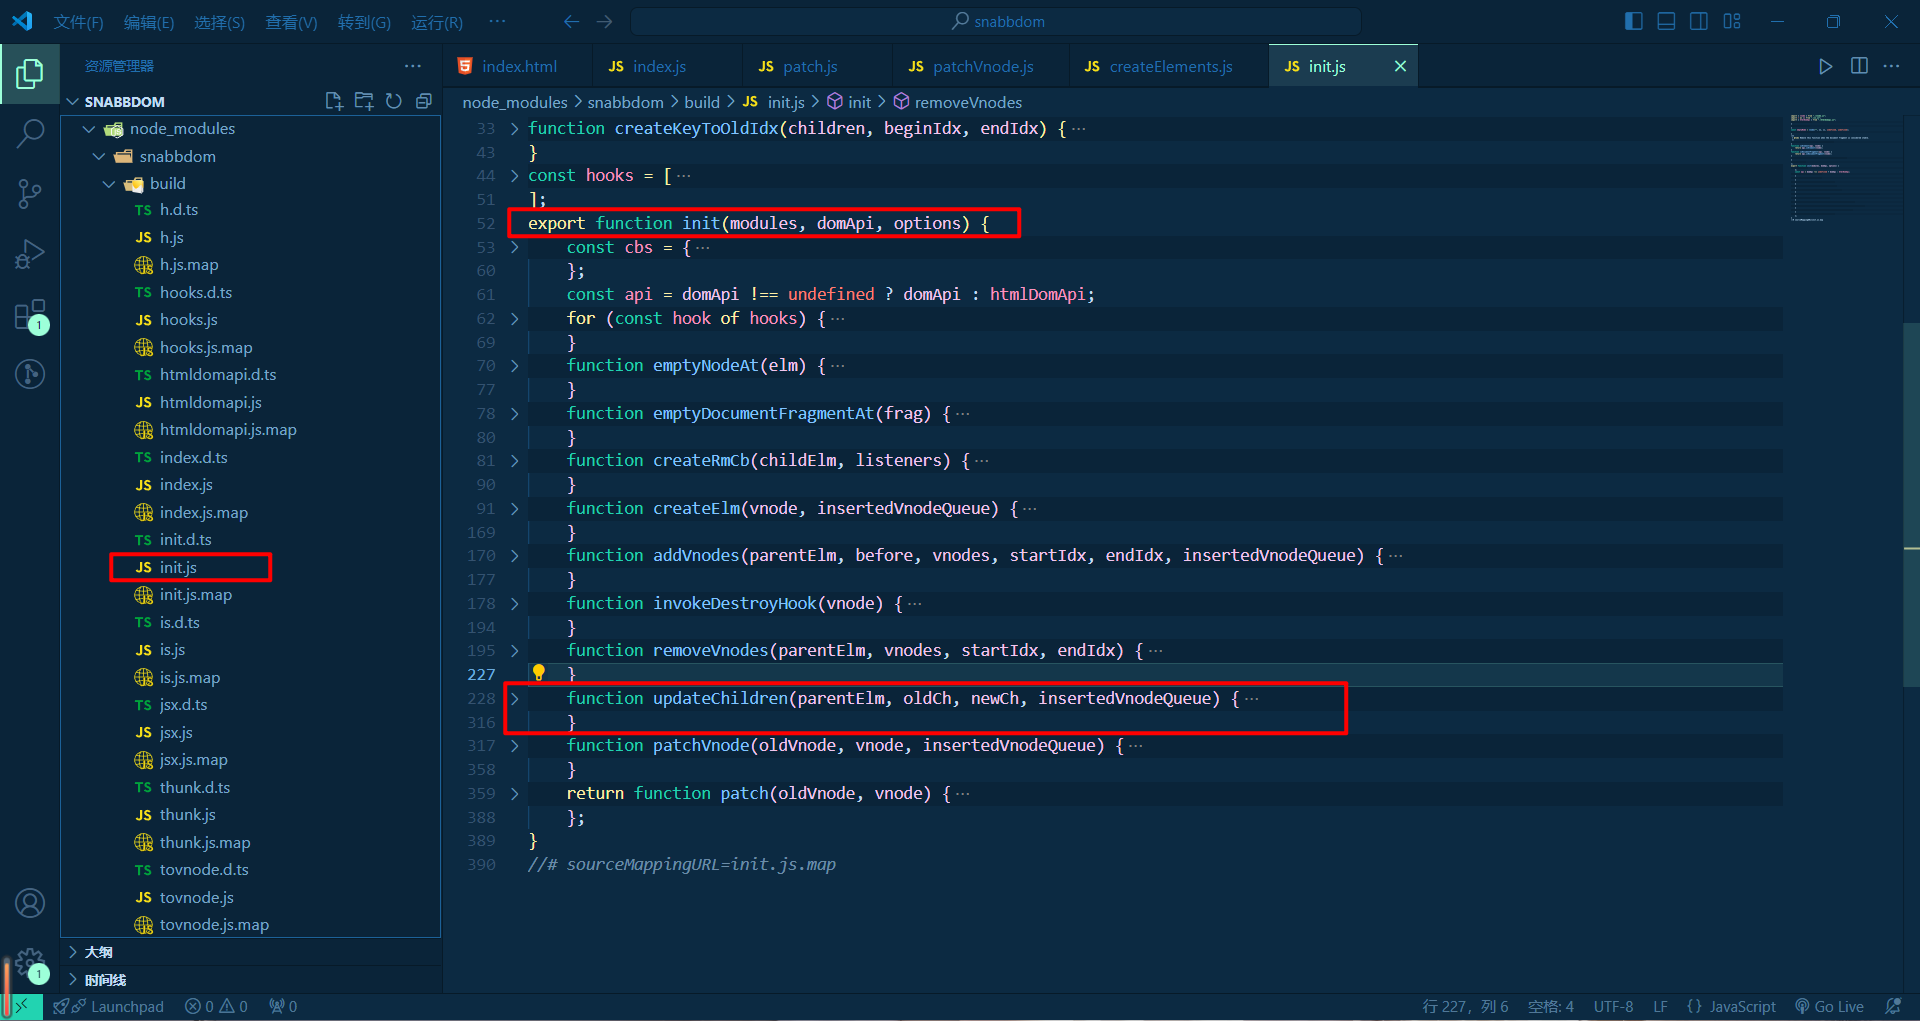 文件(F) 编辑(E) 选择(S) 查看(V) 转到(G) 运行(R) ··· snabbdom
资源管理器 ···
index.html JS index.js JS patch.js JS patchVnode.js JS createElements.js JS init.js
SNABBDOM
node_modules > snabbdom > build > JS init.js > init > removeVnodes
node_modules
snabbdom
build
TS h.d.ts
JS h.js
h.js.map
TS hooks.d.ts
JS hooks.js
hooks.js.map
TS htmldomapi.d.ts
JS htmldomapi.js
htmldomapi.js.map
TS index.d.ts
JS index.js
index.js.map
TS init.d.ts
JS init.js
init.js.map
TS is.d.ts
JS is.js
is.js.map
TS jsx.d.ts
JS jsx.js
jsx.js.map
TS thunk.d.ts
JS thunk.js
thunk.js.map
TS tovnode.d.ts
JS tovnode.js
tovnode.js.map
大纲
时间线
33 function createKeyToOldIdx(children, beginIdx, endIdx) { ···
43 }
44 const hooks = [ ···
51 ];
52 export function init(modules, domApi, options) {
53 const cbs = { ···
60 };
61 const api = domApi !== undefined ? domApi : htmlDomApi;
62 for (const hook of hooks) { ···
69 }
70 function emptyNodeAt(elm) { ···
77 }
78 function emptyDocumentFragmentAt(frag) { ···
80 }
81 function createRmCb(childElm, listeners) { ···
90 }
91 function createElm(vnode, insertedVnodeQueue) { ···
169 }
170 function addVnodes(parentElm, before, vnodes, startIdx, endIdx, insertedVnodeQueue) { ···
177 }
178 function invokeDestroyHook(vnode) { ···
194 }
195 function removeVnodes(parentElm, vnodes, startIdx, endIdx) { ···
227 }
228 function updateChildren(parentElm, oldCh, newCh, insertedVnodeQueue) { ···
316 }
317 function patchVnode(oldVnode, vnode, insertedVnodeQueue) { ···
358 }
359 return function patch(oldVnode, vnode) { ···
388 };
389 }
390 //# sourceMappingURL=init.js.map
1
1
Launchpad 0 0 0 行 227，列 6 空格: 4 UTF-8 LF {} JavaScript Go Live